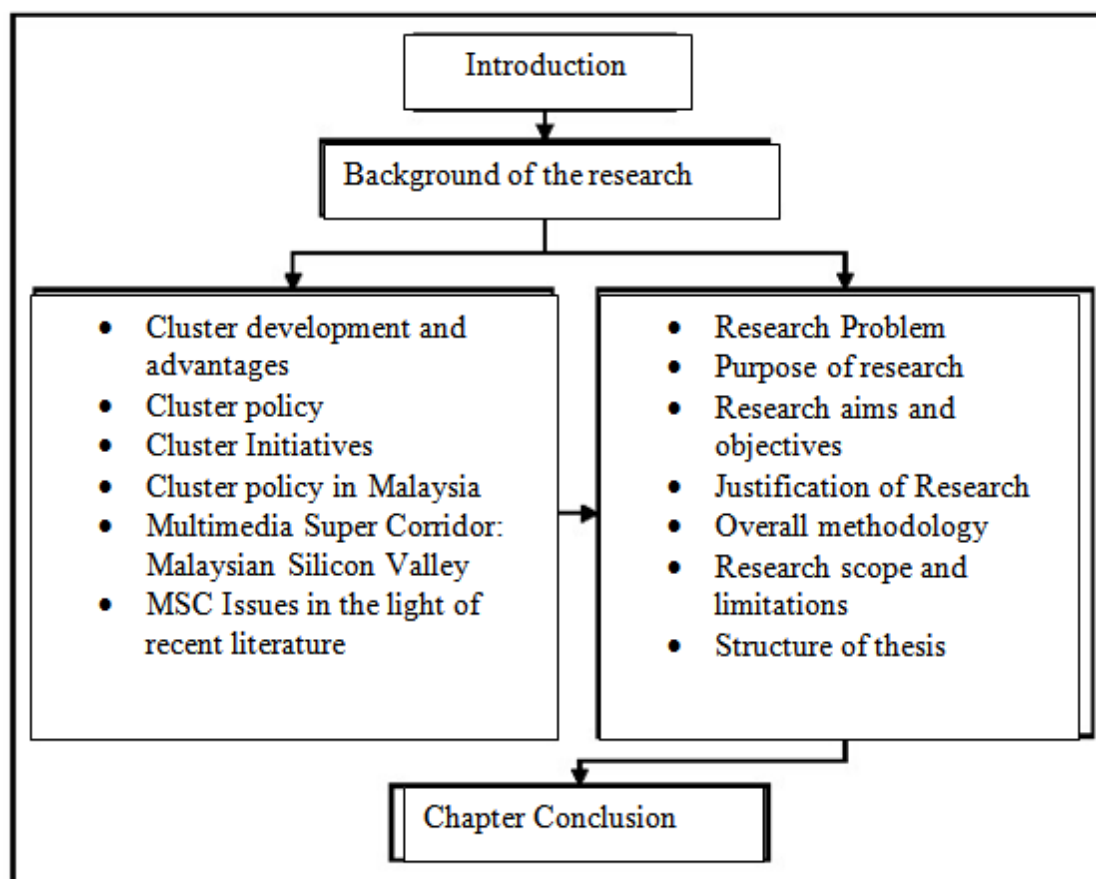 Introduction
Background of the research
• Cluster development and
advantages
• Cluster policy
• Cluster Initiatives
• Cluster policy in Malaysia
• Multimedia Super Corridor:
Malaysian Silicon Valley
• MSC Issues in the light of
recent literature
• Research Problem
• Purpose of research
• Research aims and
objectives
• Justification of Research
• Overall methodology
• Research scope and
limitations
• Structure of thesis
Chapter Conclusion